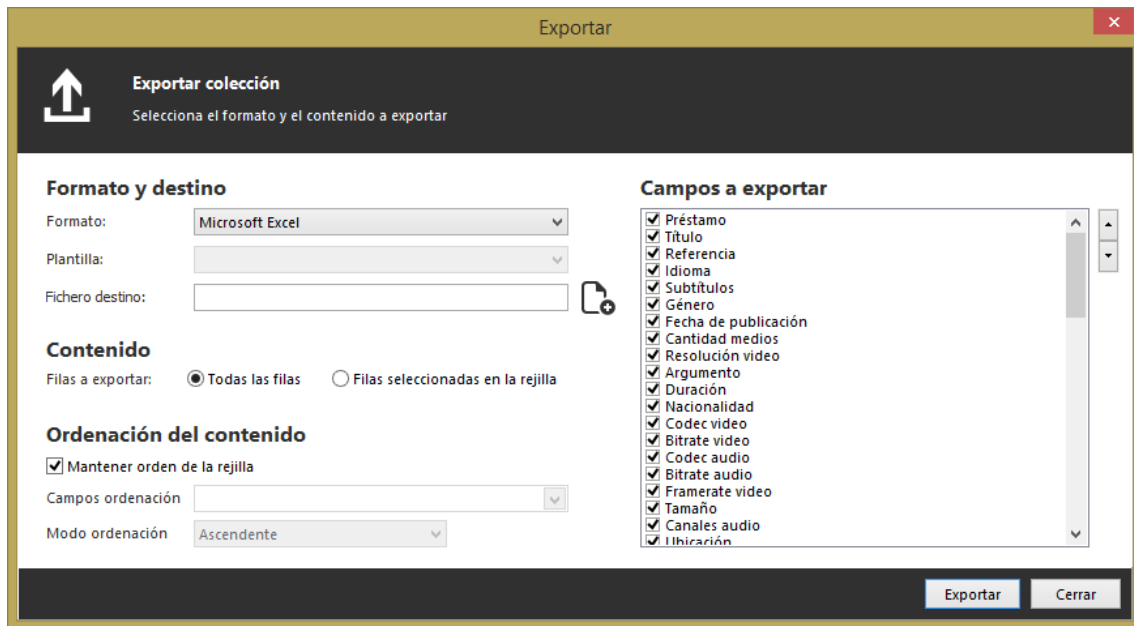 Exportar
Exportar colección
Selecciona el formato y el contenido a exportar
Formato y destino
Formato: Microsoft Excel
Plantilla:
Fichero destino:
Contenido
Filas a exportar: Todas las filas Filas seleccionadas en la rejilla
Ordenación del contenido
Mantener orden de la rejilla
Campos ordenación
Modo ordenación Ascendente
Campos a exportar
Préstamo
Título
Referencia
Idioma
Subtítulos
Género
Fecha de publicación
Cantidad medios
Resolución video
Argumento
Duración
Nacionalidad
Codec video
Bitrate video
Codec audio
Bitrate audio
Framerate video
Tamaño
Canales audio
Ubicación
Exportar Cerrar